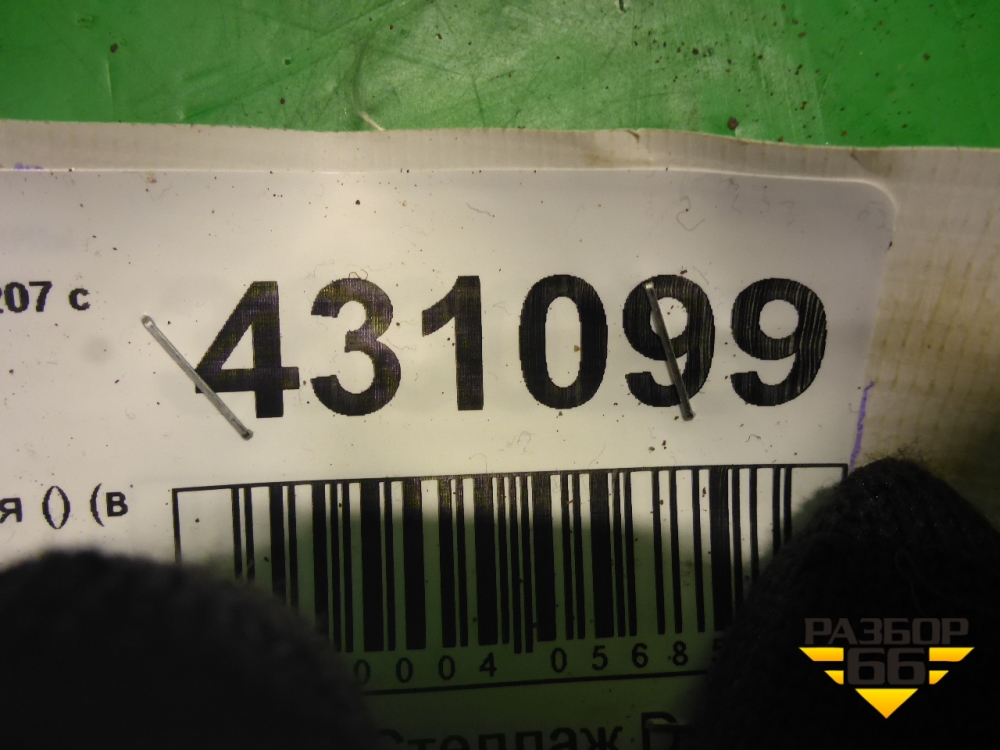 207 с
431099
я () (в
0004 0568
Стеллаж
РАЗБОР
66